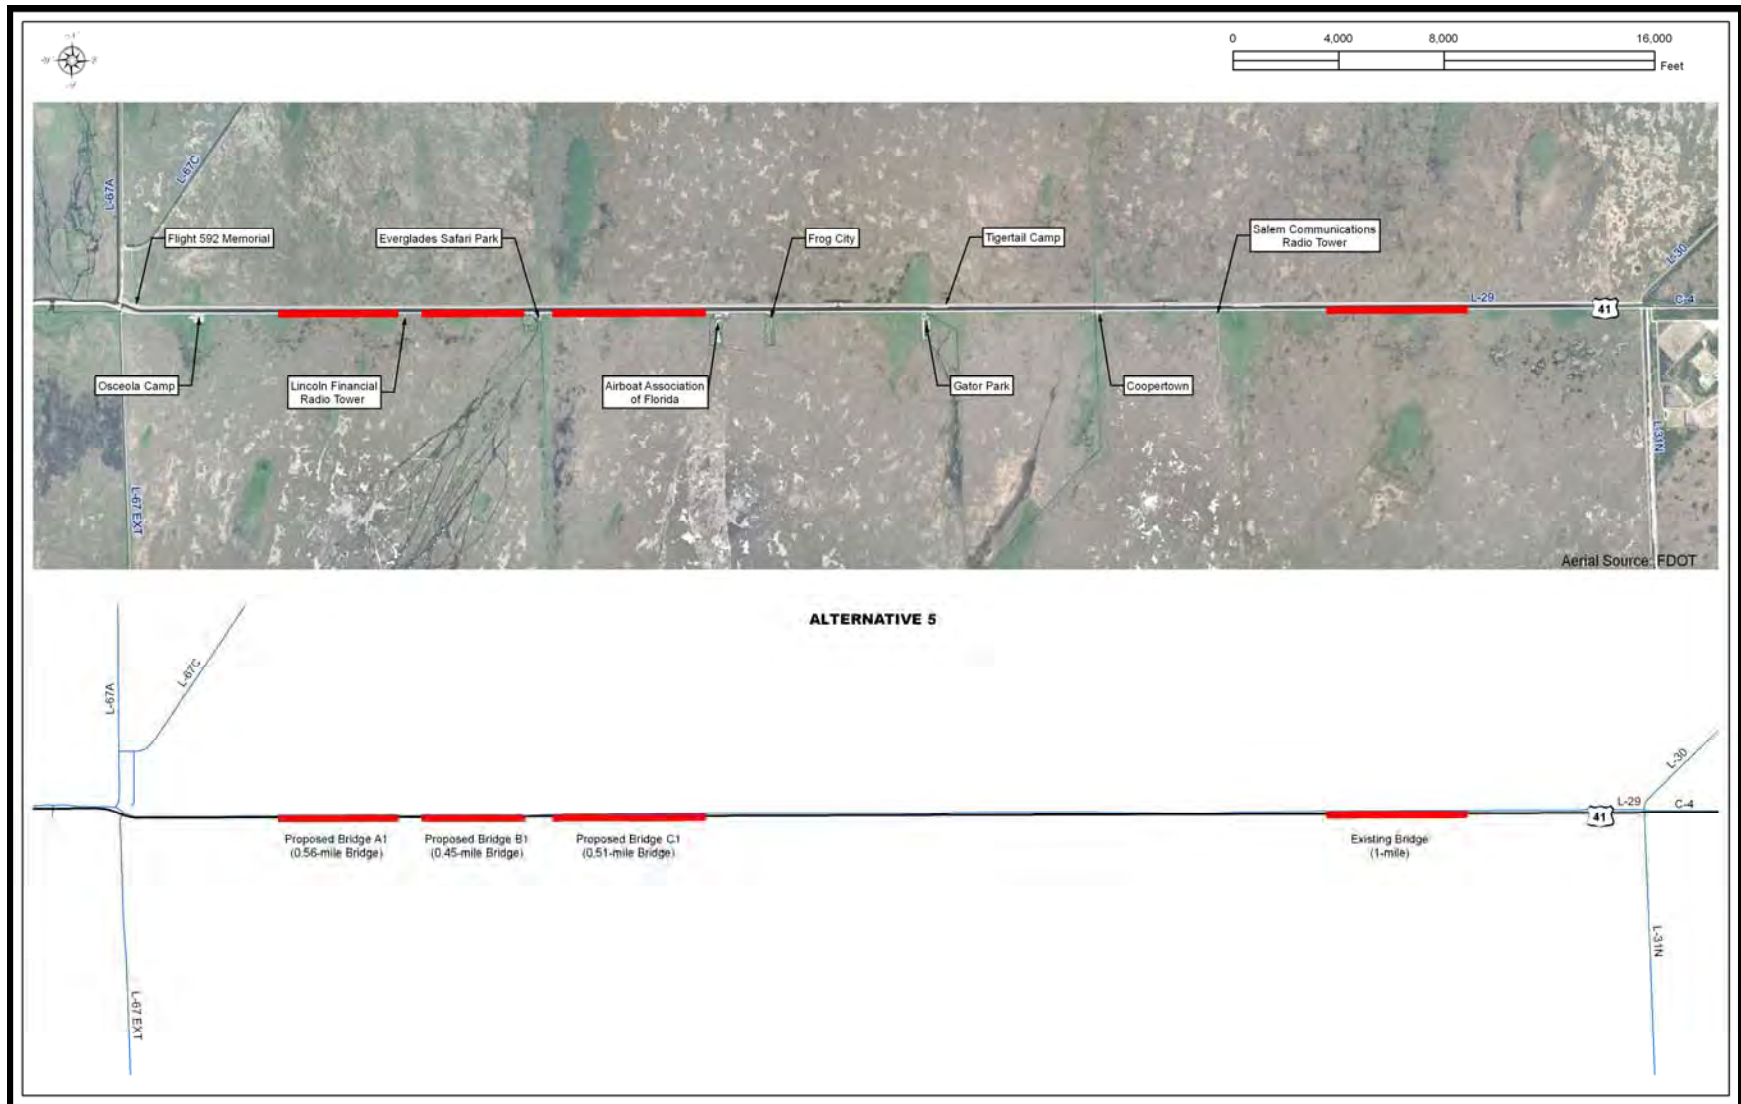 0 4,000 8,000 16,000
Feet
L-67A
L-67C
Flight 592 Memorial
Everglades Safari Park
Frog City
Tigertail Camp
Salem Communications
Radio Tower
L-30
L-29
C-4
41
Osceola Camp
Lincoln Financial
Radio Tower
Airboat Association
of Florida
Gator Park
Coopertown
L-31N
L-67 EXT
Aerial Source: FDOT
ALTERNATIVE 5
L-67A
L-67C
L-30
L-29
C-4
41
Proposed Bridge A1
(0.56-mile Bridge)
Proposed Bridge B1
(0.45-mile Bridge)
Proposed Bridge C1
(0.51-mile Bridge)
Existing Bridge
(1-mile)
L-31N
L-67 EXT